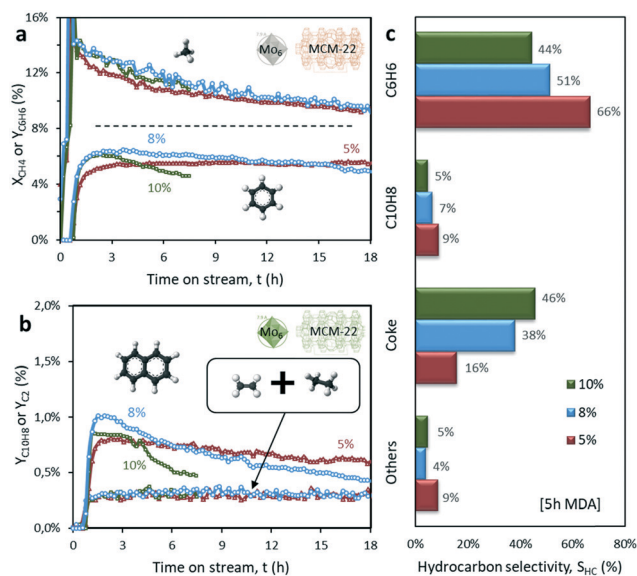 a
Mo6
MCM-22
16%
12%
8%
4%
0%
XCH4 or YC6H6 (%)
8%
5%
10%
0 3 6 9 12 15 18
Time on stream, t (h)
b
Mo6
MCM-22
2,0%
1,5%
1,0%
0,5%
0,0%
YC10H8 or YC2 (%)
+
8%
5%
10%
0 3 6 9 12 15 18
Time on stream, t (h)
c
C6H6
44%
51%
66%
C10H8
5%
7%
9%
Coke
46%
38%
16%
10%
8%
5%
Others
5%
4%
9%
[5h MDA]
0% 20% 40% 60% 80%
Hydrocarbon selectivity, SHC (%)